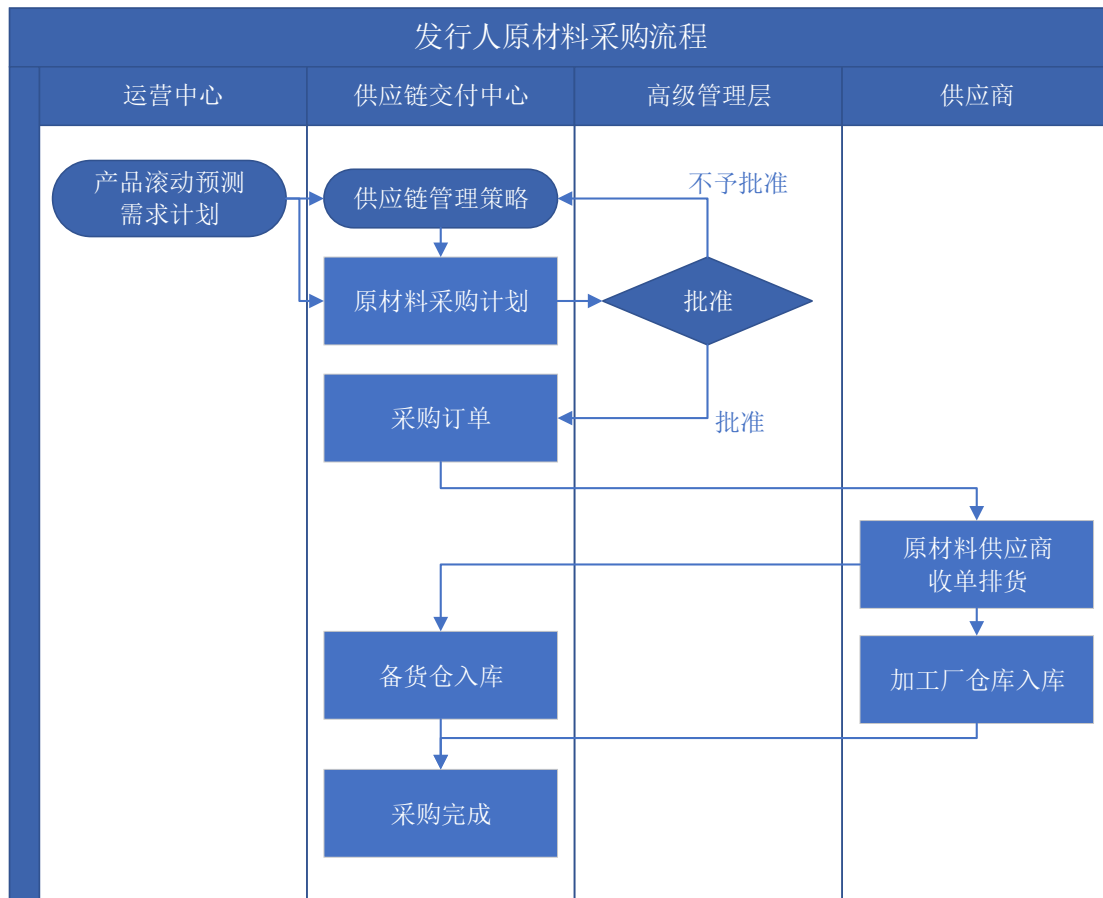 发行人原材料采购流程
运营中心
供应链交付中心
高级管理层
供应商
产品滚动预测
需求计划
供应链管理策略
不予批准
原材料采购计划
批准
采购订单
批准
原材料供应商
收单排货
备货仓入库
加工厂仓库入库
采购完成